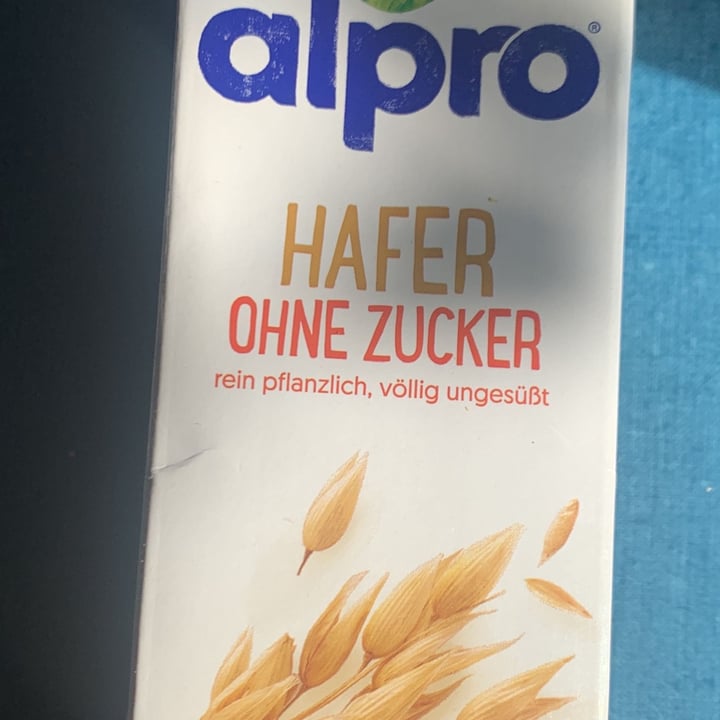 alpro®
HAFER
OHNE ZUCKER
rein pflanzlich, völlig ungesüßt